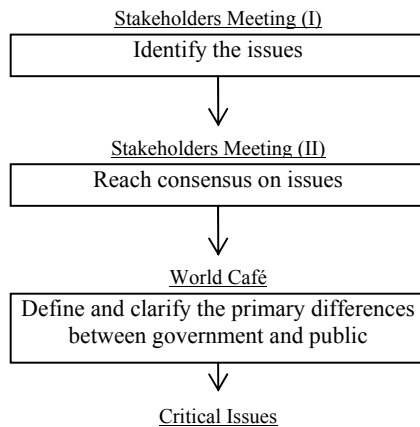 Stakeholders Meeting (I)
Identify the issues
Stakeholders Meeting (II)
Reach consensus on issues
World Café
Define and clarify the primary differences
between government and public
Critical Issues